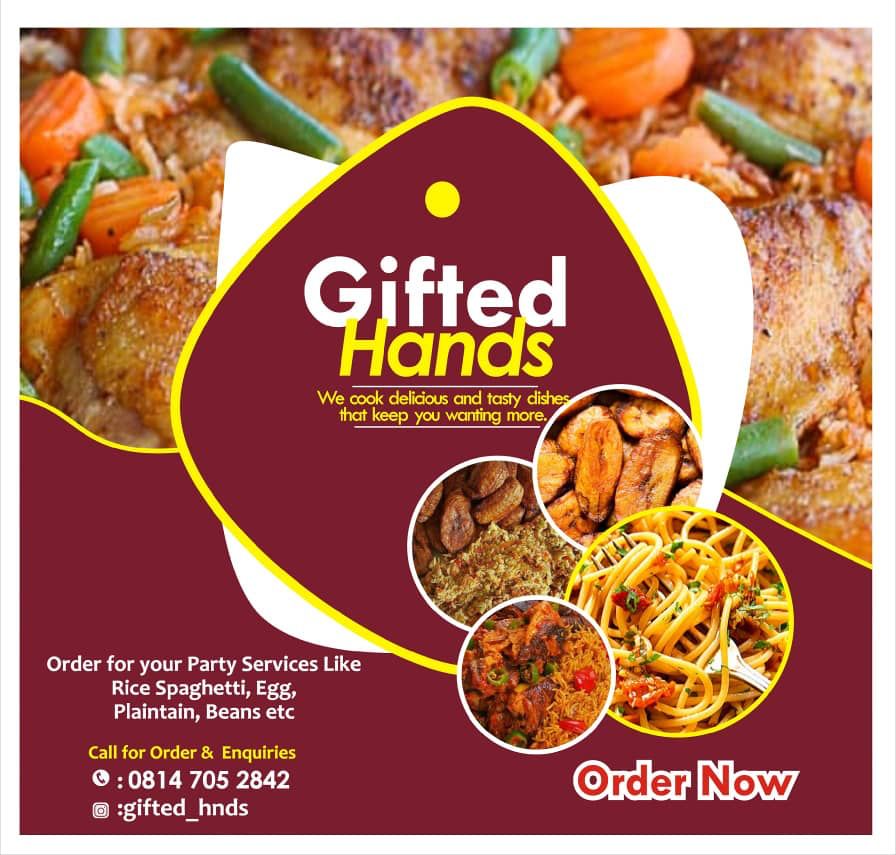 Gifted
Hands
We cook delicious and tasty dishes
that keep you wanting more.
Order for your Party Services Like
Rice Spaghetti, Egg,
Plaintain, Beans etc
Call for Order & Enquiries
: 0814 705 2842
:gifted_hnds
Order Now